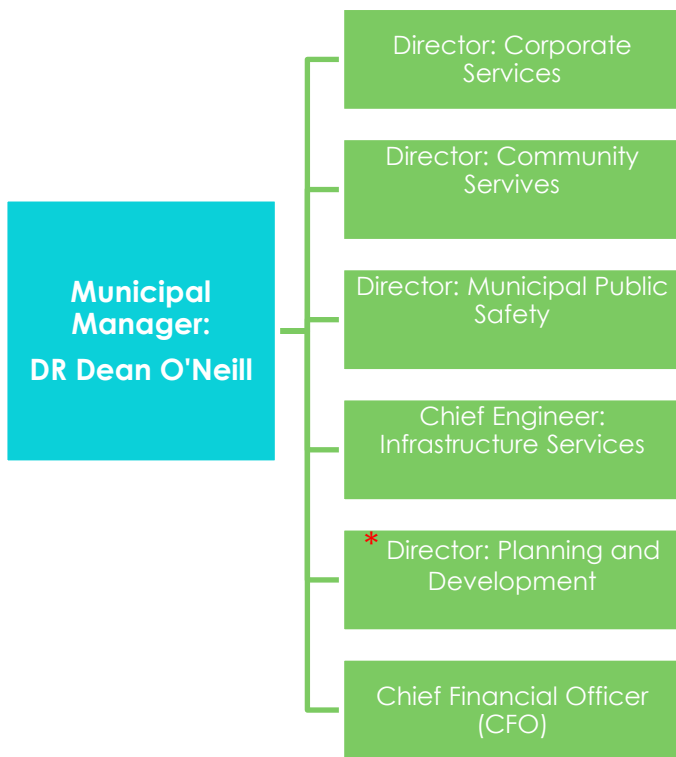 Municipal
Manager:
DR Dean O'Neill
Director: Corporate
Services
Director: Community
Servives
Director: Municipal Public
Safety
Chief Engineer:
Infrastructure Services
* Director: Planning and
Development
Chief Financial Officer
(CFO)